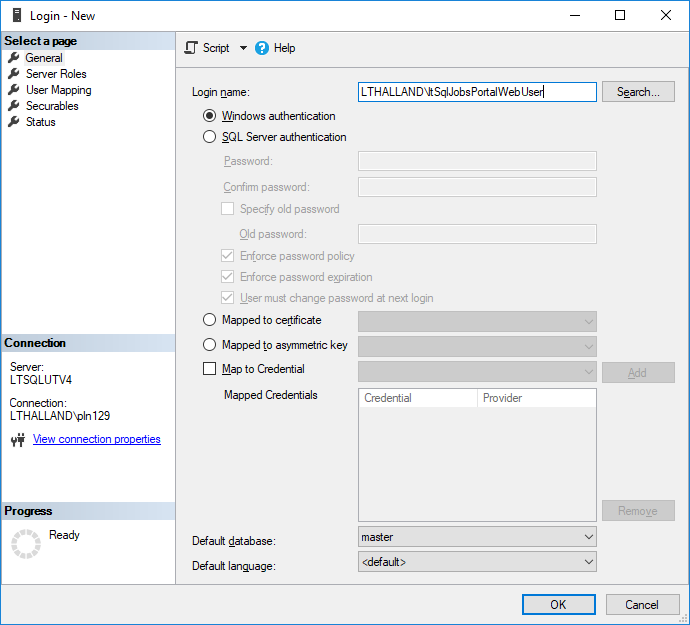 Login - New
Select a page
General
Server Roles
User Mapping
Securables
Status
Script
Help
Login name:
LTHALLAND\ltSqlJobsPortalWebUser
Search...
Windows authentication
SQL Server authentication
Password:
Confirm password:
Specify old password
Old password:
Enforce password policy
Enforce password expiration
User must change password at next login
Mapped to certificate
Mapped to asymmetric key
Map to Credential
Add
Mapped Credentials
Credential Provider
Remove
Default database:
master
Default language:
<default>
Connection
Server:
LTSQLUTV4
Connection:
LTHALLAND\pln129
View connection properties
Progress
Ready
OK
Cancel